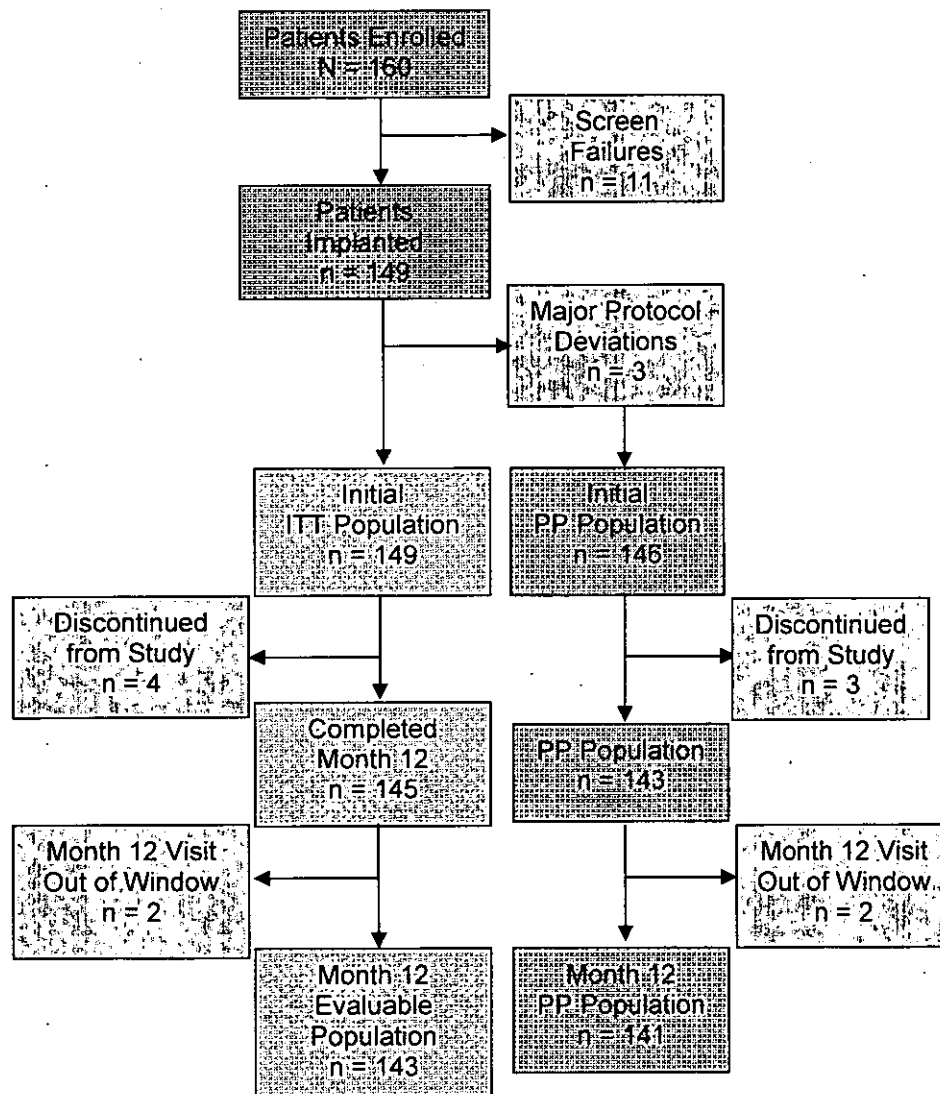 Patients Enrolled
N = 160
Screen
Failures
n = 11
Patients
Implanted
n = 149
Major Protocol
Deviations
n = 3
Initial
ITT Population
n = 149
Initial
PP Population
n = 146
Discontinued
from Study
n = 4
Discontinued
from Study
n = 3
Completed
Month 12
n = 145
PP Population
n = 143
Month 12 Visit
Out of Window
n = 2
Month 12 Visit
Out of Window
n = 2
Month 12
Evaluable
Population
n = 143
Month 12
PP Population
n = 141